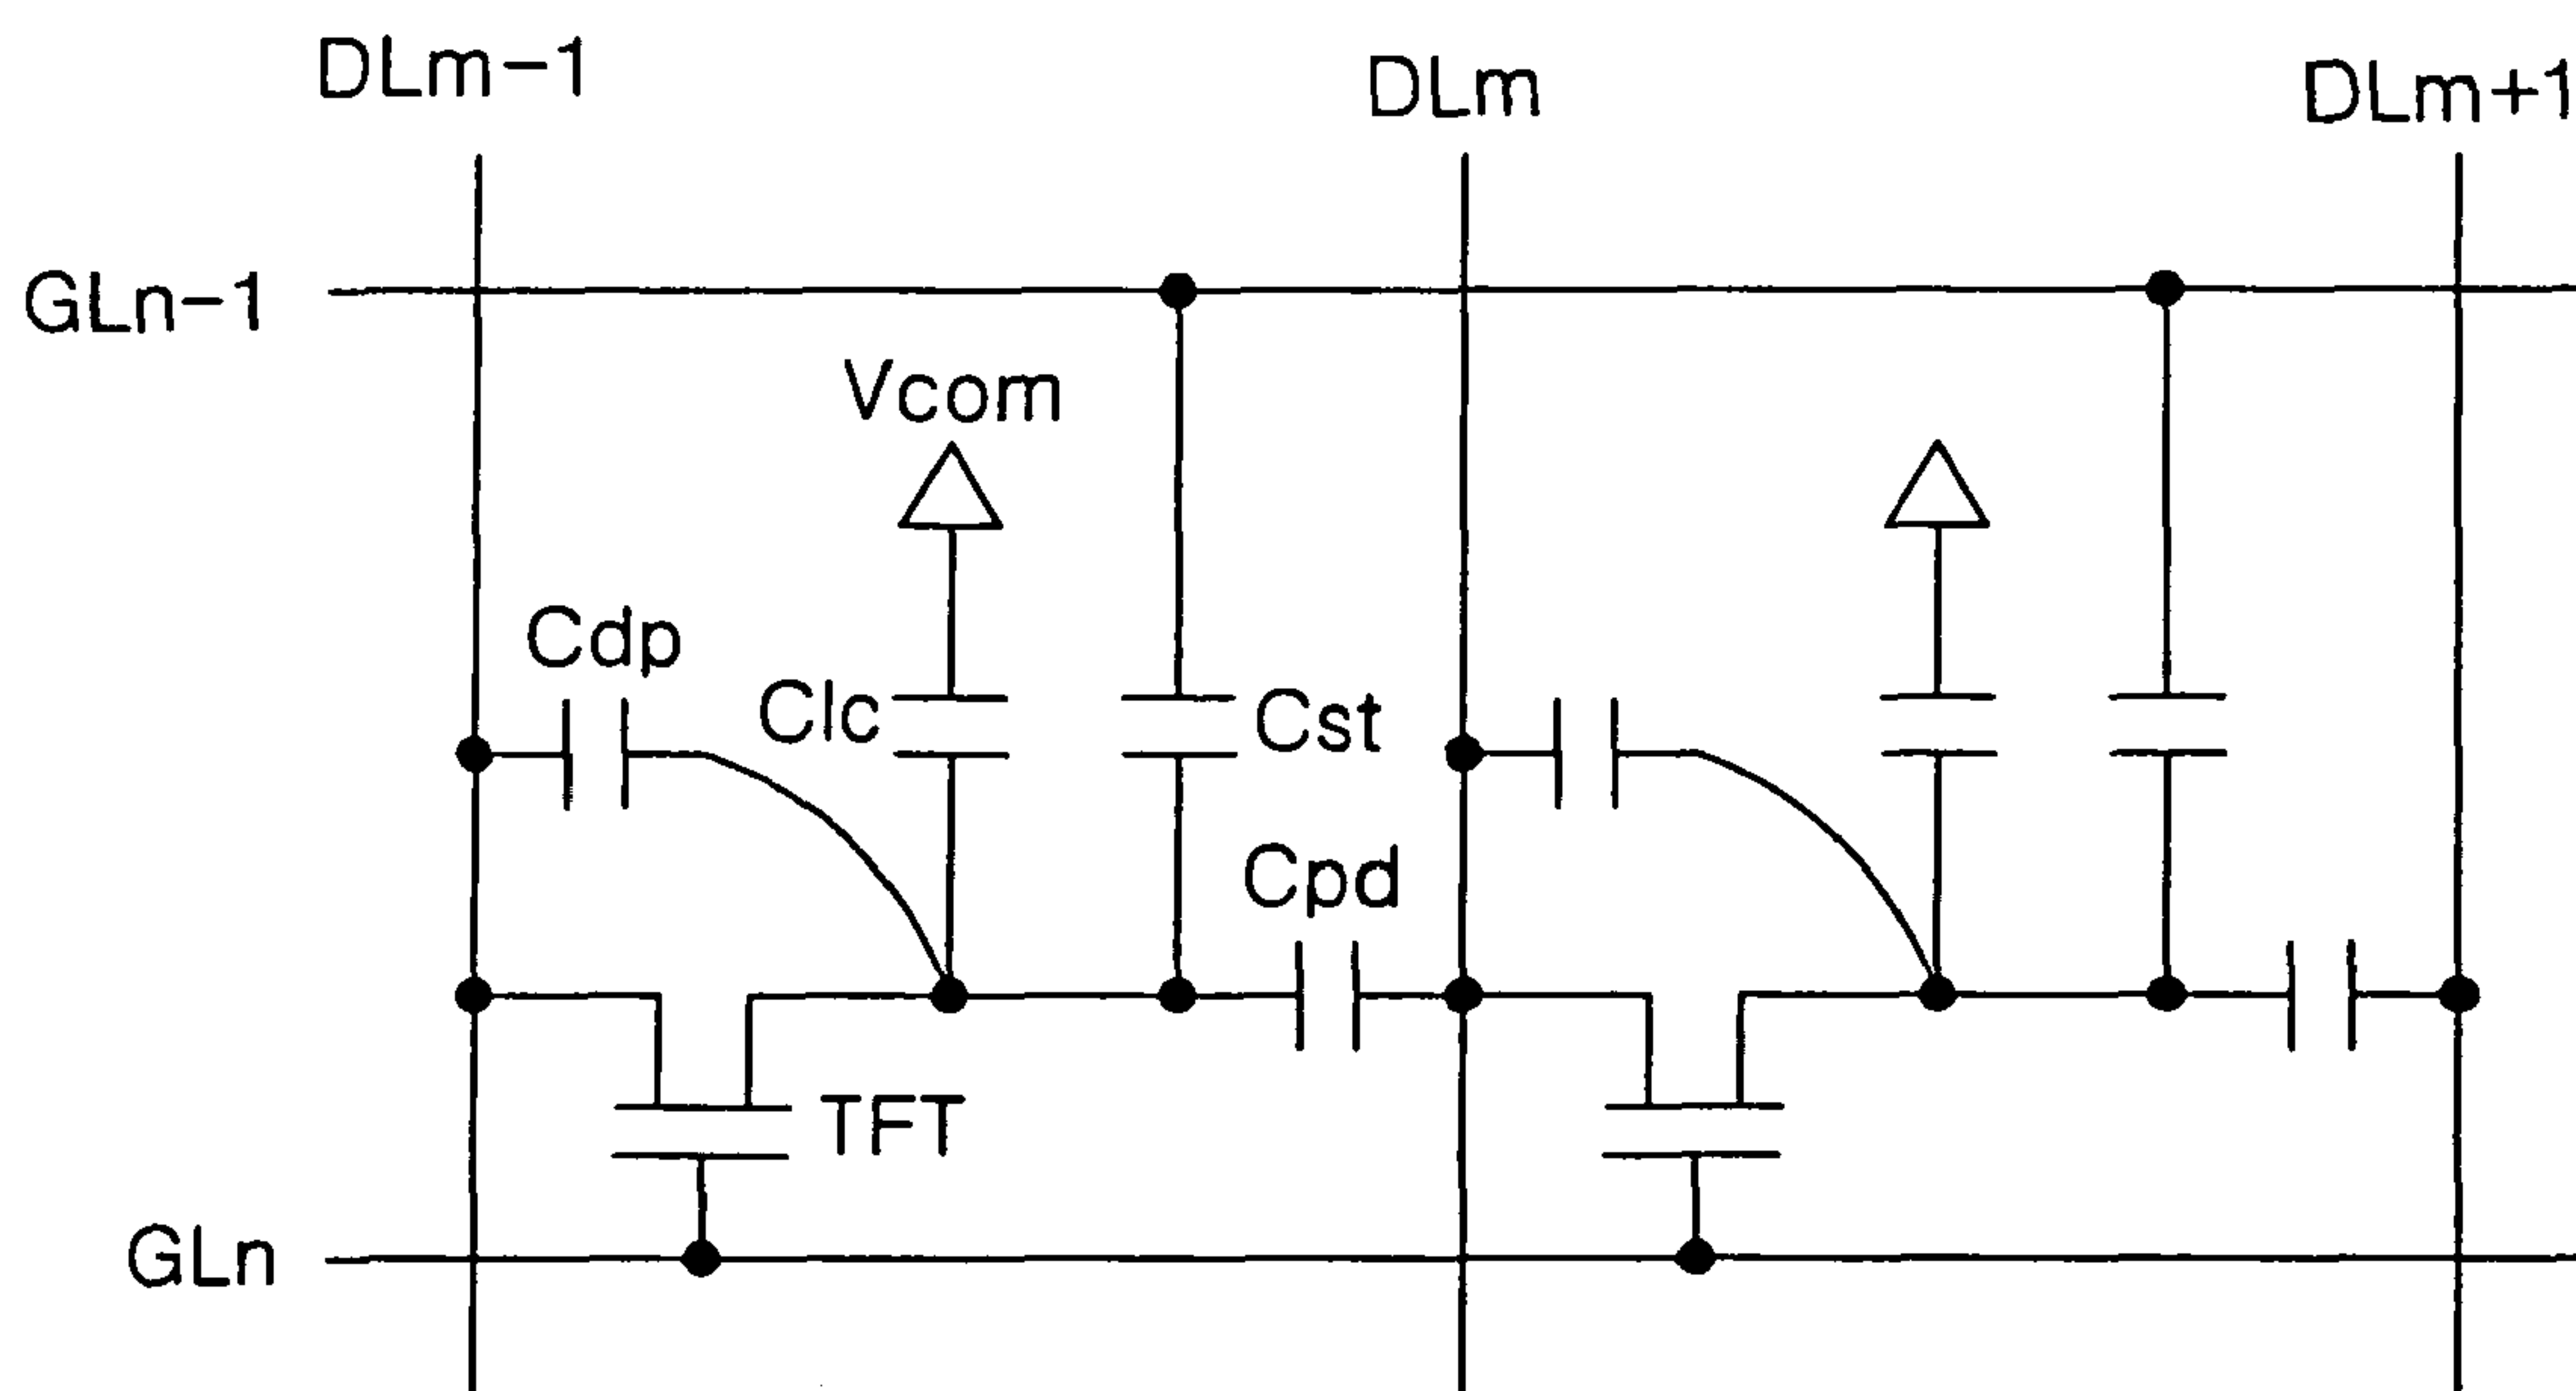 DLm-1
DLm
DLm+1
GLn-1
Vcom
Cdp
Clc
Cst
Cpd
TFT
GLn